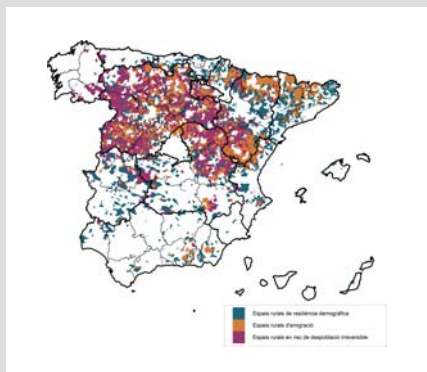 Espais rurals de resiliència demogràfica
Espais rurals d'emigració
Espais rurals en risc de despoblació irreversible